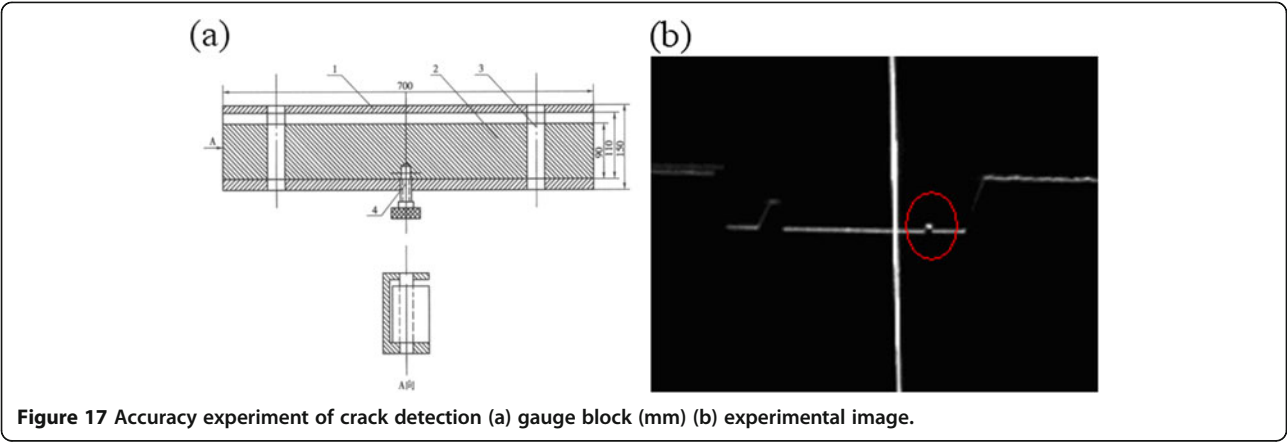 (a)
(b)
1
2
3
700
A
90
110
150
4
A向
Figure 17 Accuracy experiment of crack detection (a) gauge block (mm) (b) experimental image.